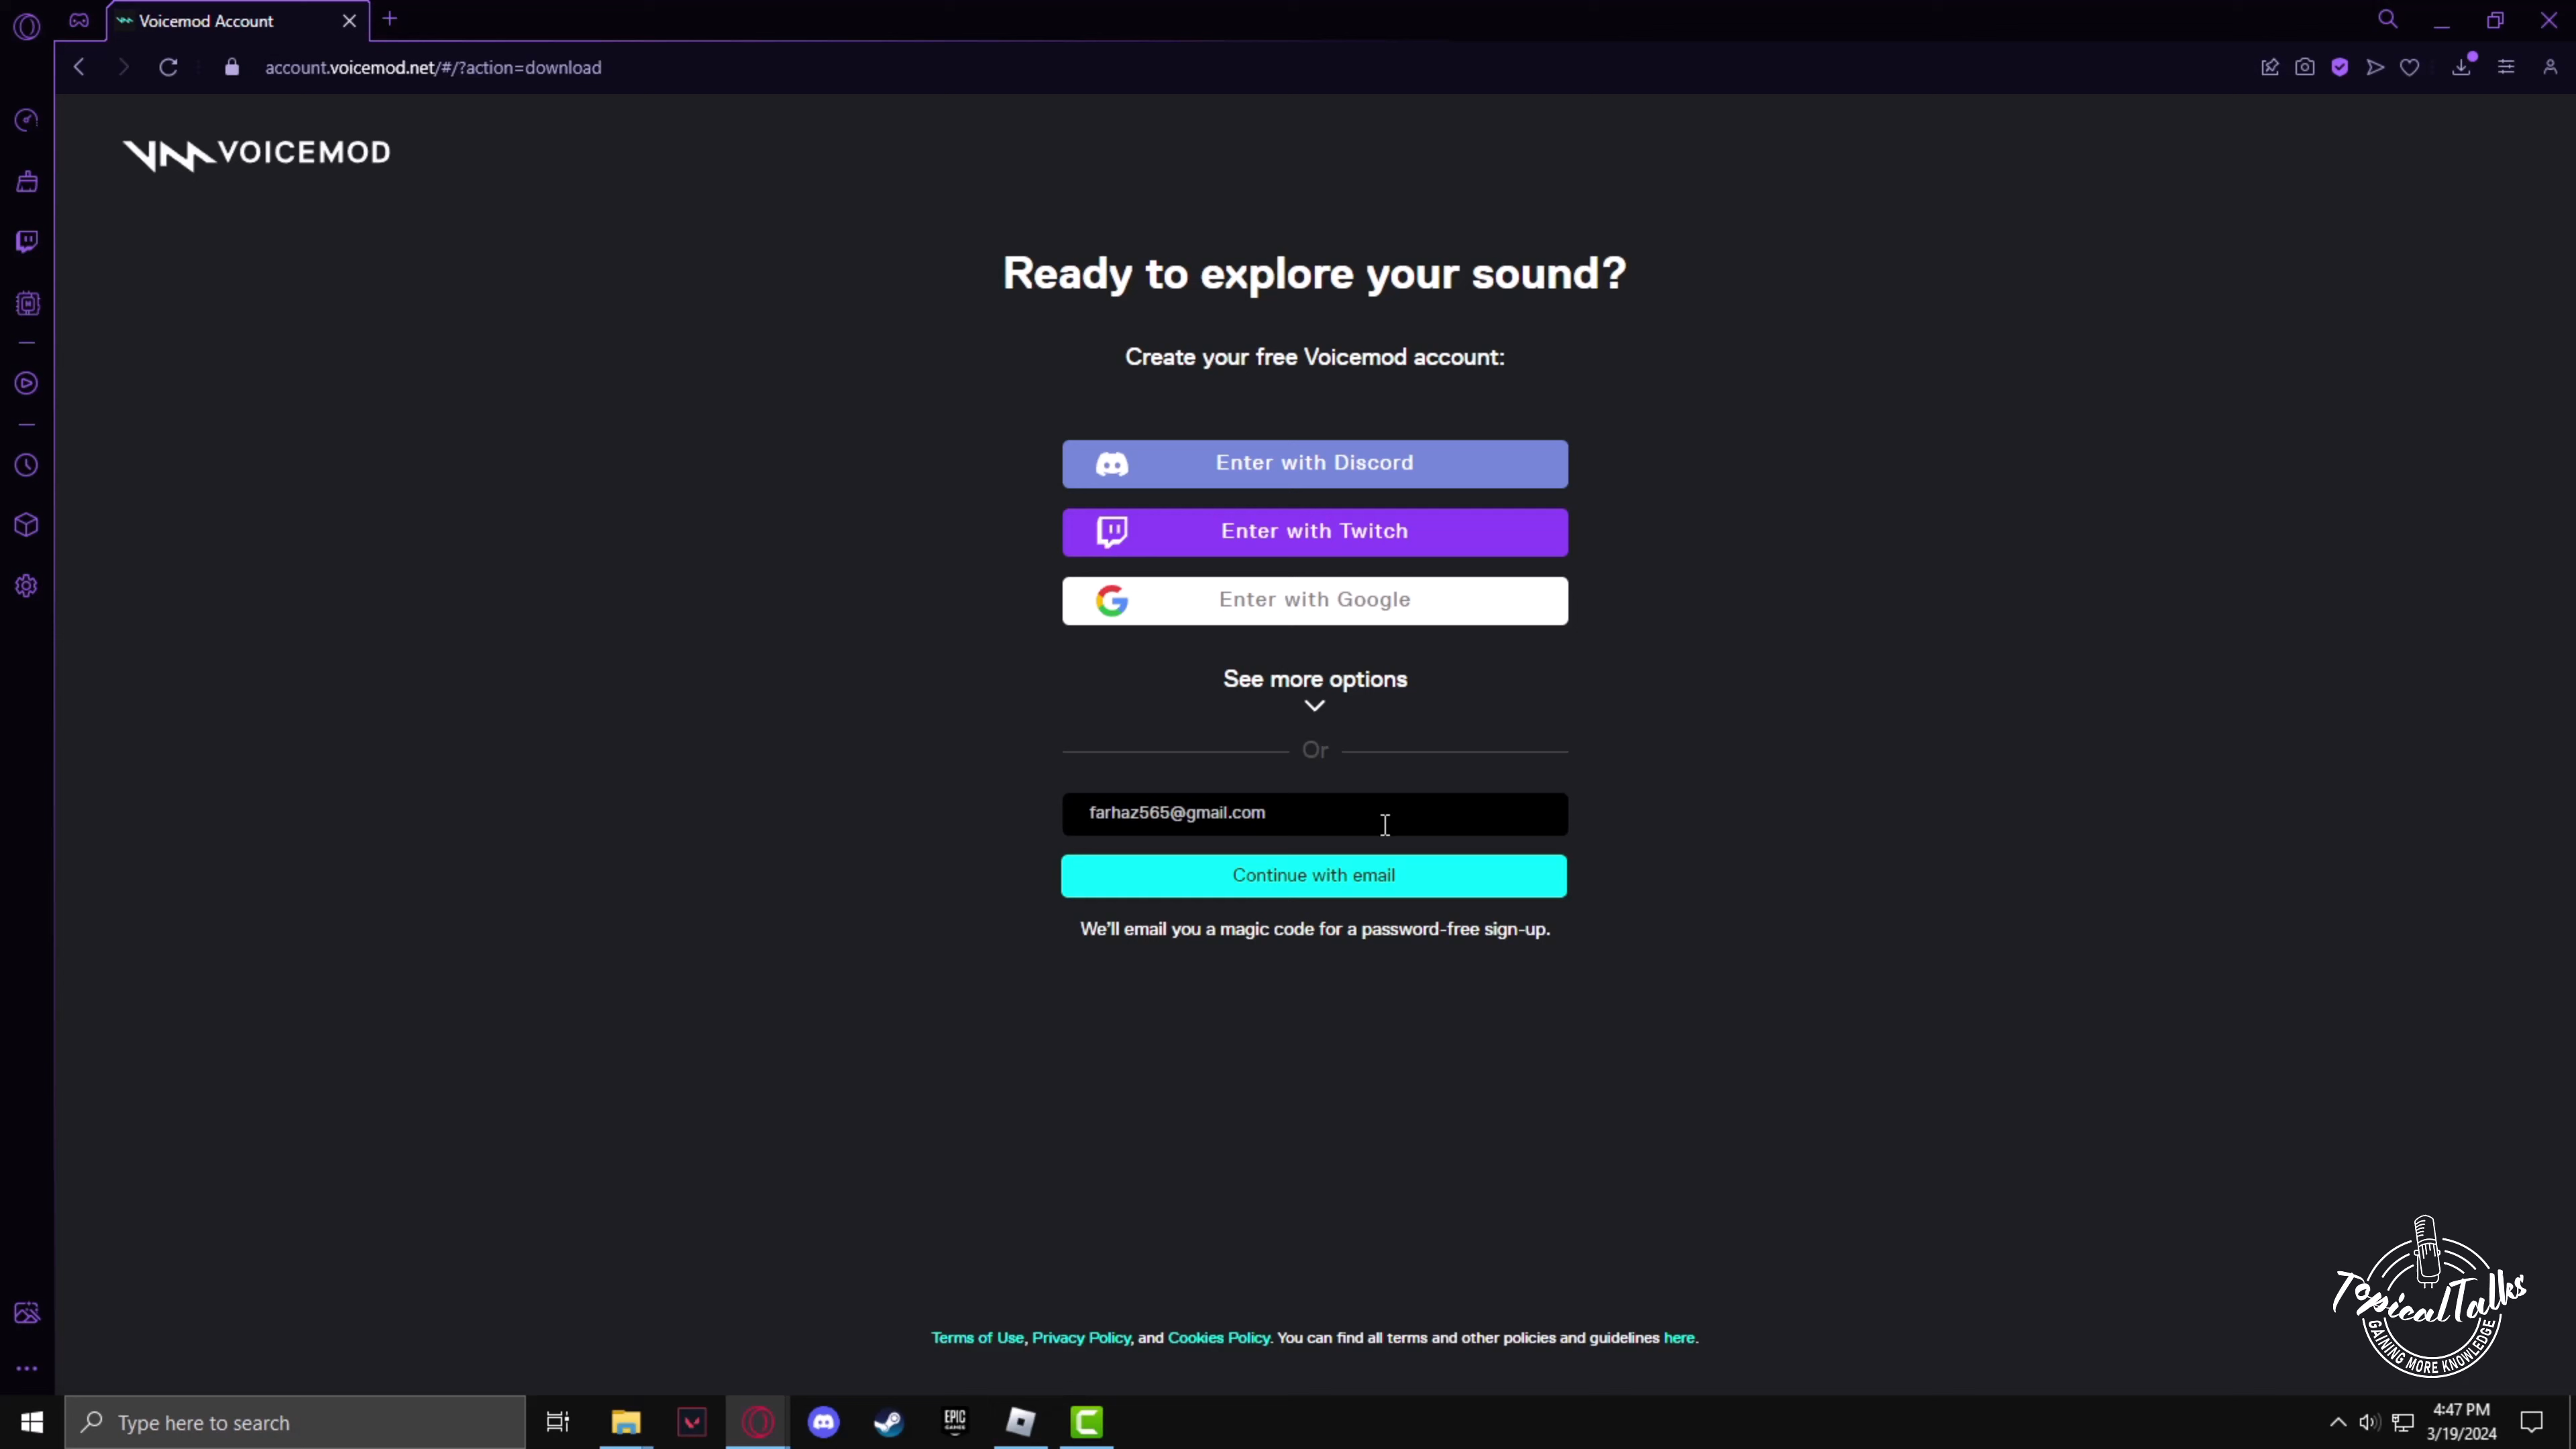 Voicemod Account
account.voicemod.net/#/?action=download
VOICEMOD
Ready to explore your sound?
Create your free Voicemod account:
Enter with Discord
Enter with Twitch
Enter with Google
See more options
Or
farhaz565@gmail.com
Continue with email
We'll email you a magic code for a password-free sign-up.
TopicalTalks
GAINING MORE KNOWLEDGE
Terms of Use, Privacy Policy, and Cookies Policy. You can find all terms and other policies and guidelines here.
Type here to search
EPIC
GAMES
4:47 PM
3/19/2024